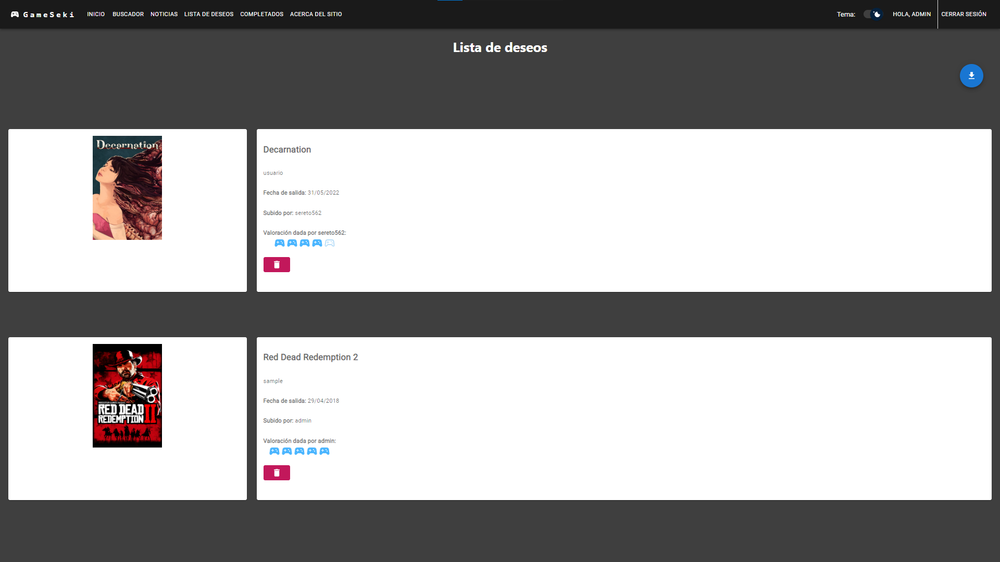 GameSeki INICIO BUSCADOR NOTICIAS LISTA DE DESEOS COMPLETADOS ACERCA DEL SITIO Tema: HOLA, ADMIN CERRAR SESIÓN
Lista de deseos
Decarnation
Decarnation
usuario
Fecha de salida: 31/05/2022
Subido por: sereto562
Valoración dada por sereto562:
ROCKSTAR GAMES PRESENTS
RED DEAD
REDEMPTION II
Red Dead Redemption 2
sample
Fecha de salida: 29/04/2018
Subido por: admin
Valoración dada por admin: